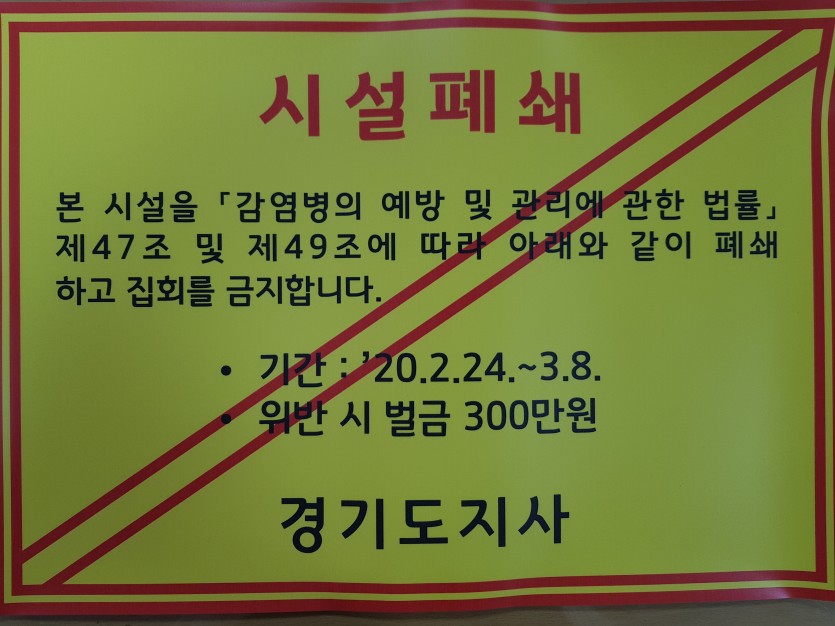 시설폐쇄
본 시설을 「감염병의 예방 및 관리에 관한 법률」
제47조 및 제49조에 따라 아래와 같이 폐쇄
하고 집회를 금지합니다.
• 기간 : ’20.2.24.~3.8.
• 위반 시 벌금 300만원
경기도지사